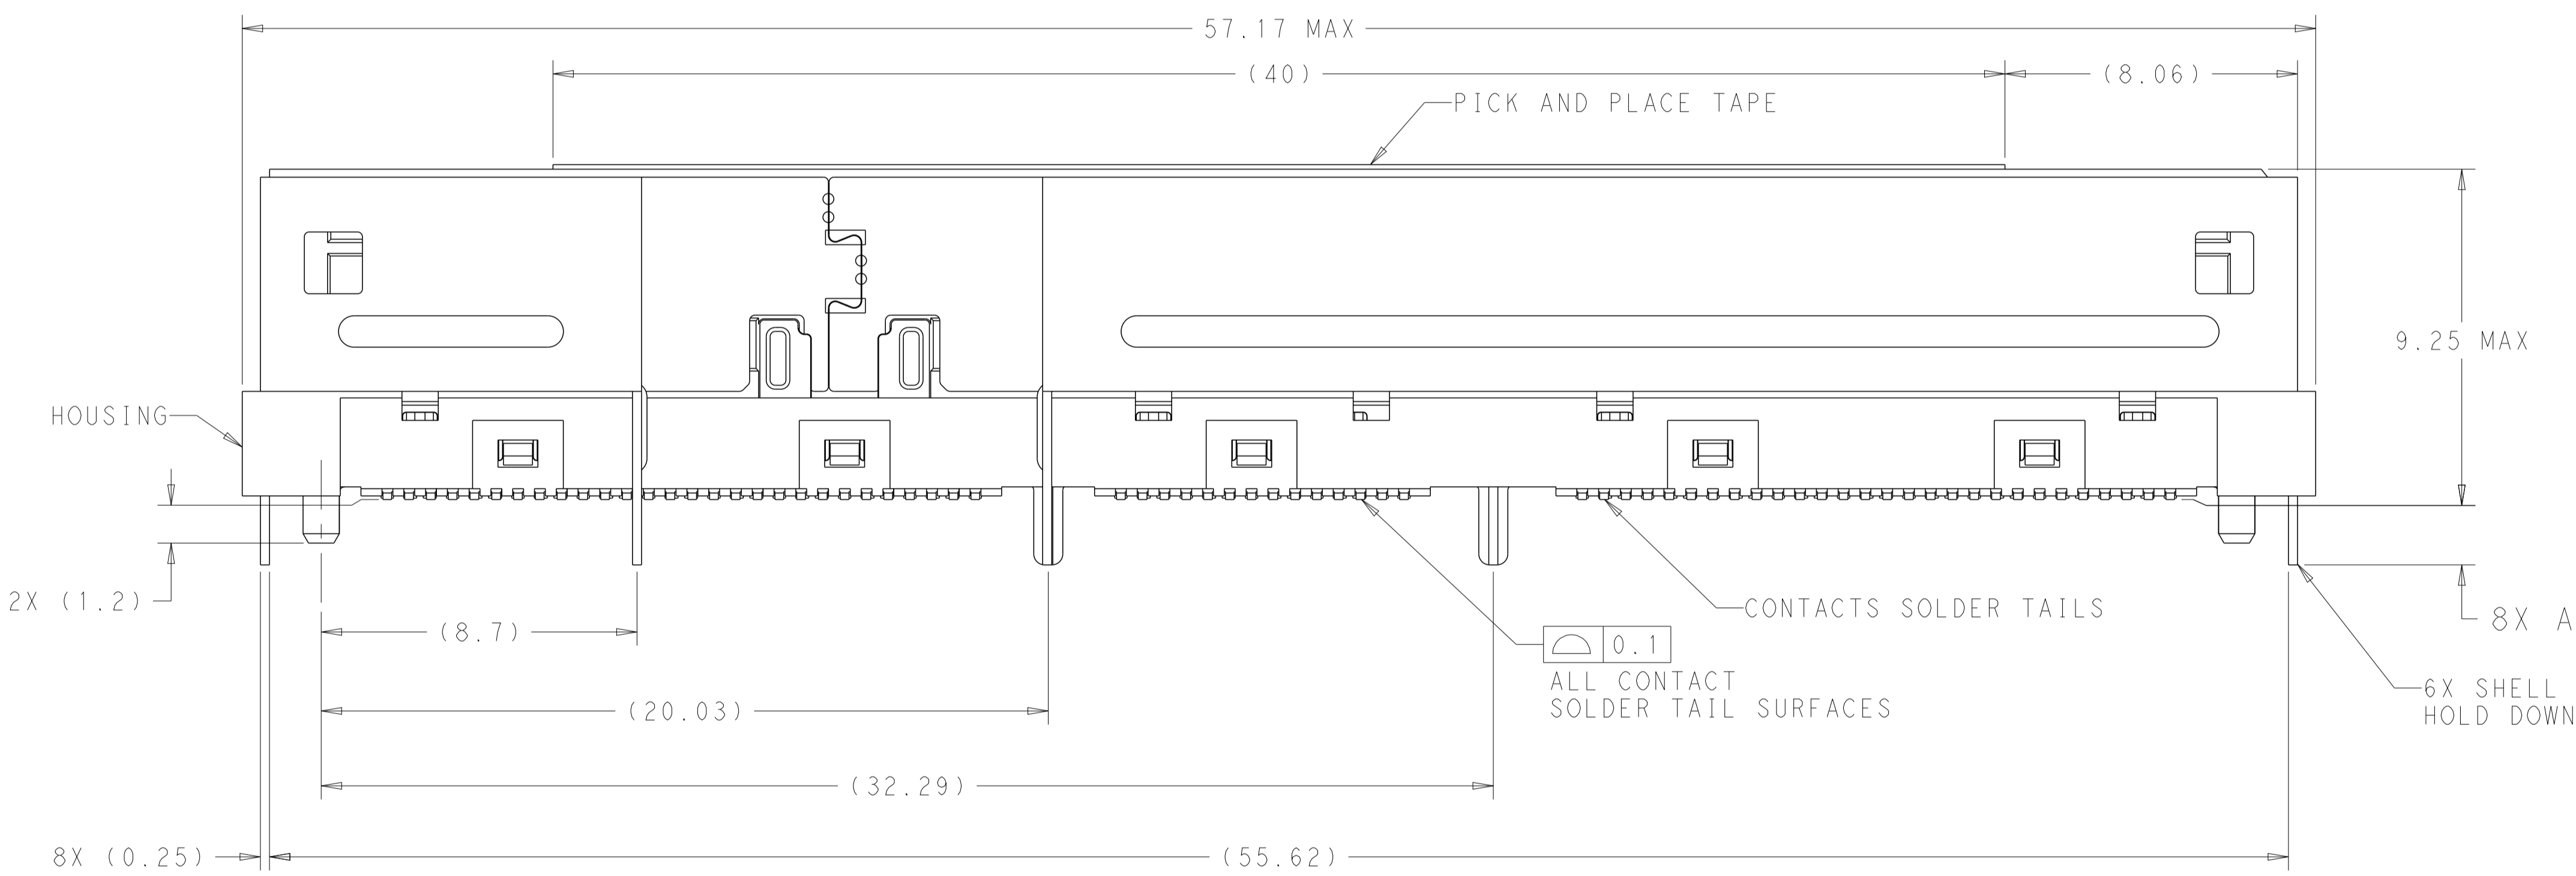 57.17 MAX
(40)
(8.06)
PICK AND PLACE TAPE
9.25 MAX
HOUSING
2X (1.2)
CONTACTS SOLDER TAILS
8X A
(8.7)
0.1
ALL CONTACT
SOLDER TAIL SURFACES
6X SHELL
HOLD DOWN
(20.03)
(32.29)
8X (0.25)
(55.62)